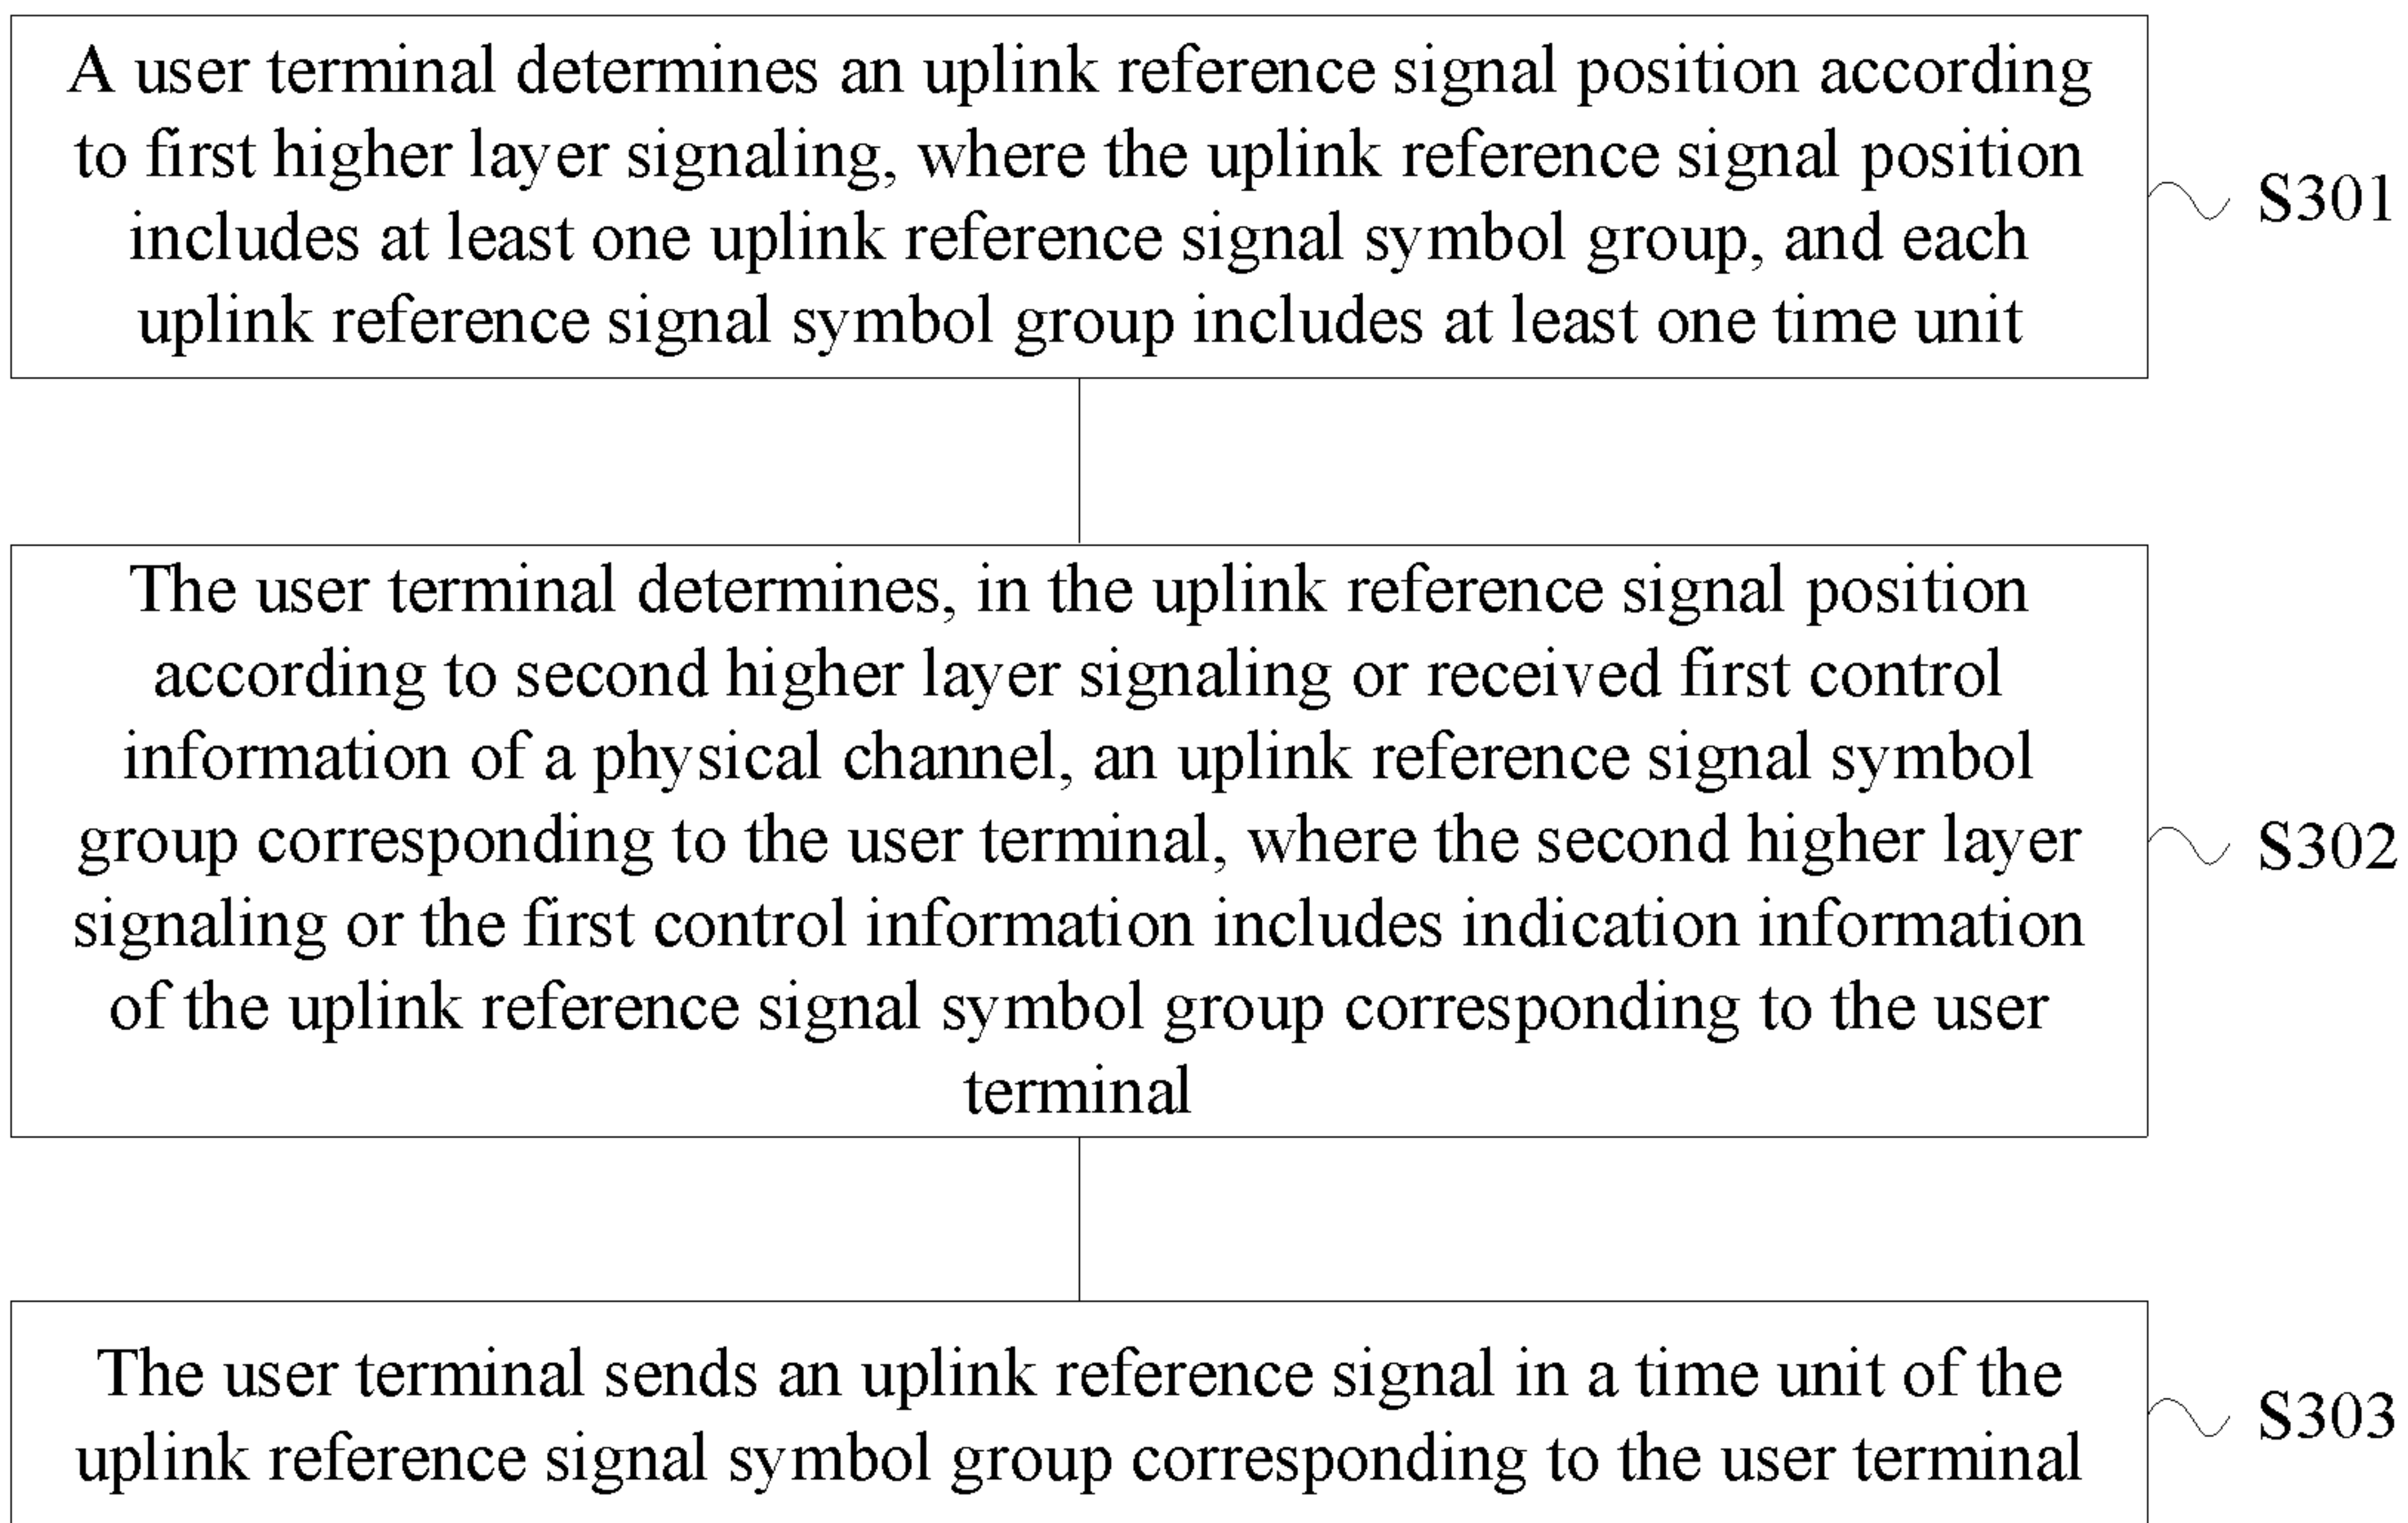 A user terminal determines an uplink reference signal position according
to first higher layer signaling, where the uplink reference signal position
includes at least one uplink reference signal symbol group, and each
uplink reference signal symbol group includes at least one time unit
S301
The user terminal determines, in the uplink reference signal position
according to second higher layer signaling or received first control
information of a physical channel, an uplink reference signal symbol
group corresponding to the user terminal, where the second higher layer
signaling or the first control information includes indication information
of the uplink reference signal symbol group corresponding to the user
terminal
S302
The user terminal sends an uplink reference signal in a time unit of the
uplink reference signal symbol group corresponding to the user terminal
S303